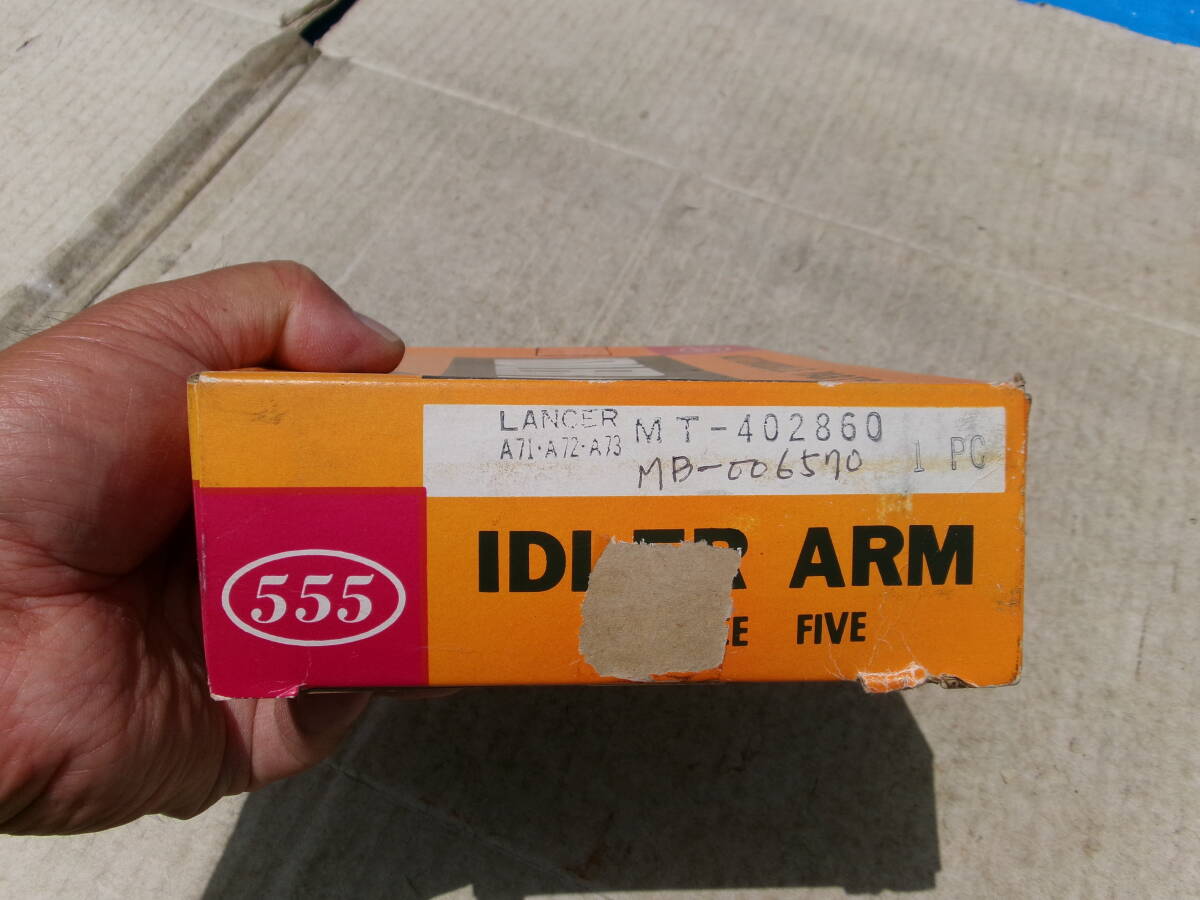 LANCER
A71・A72・A73
MT-402860
MB-006570
1 PC
555
ARM
FIVE